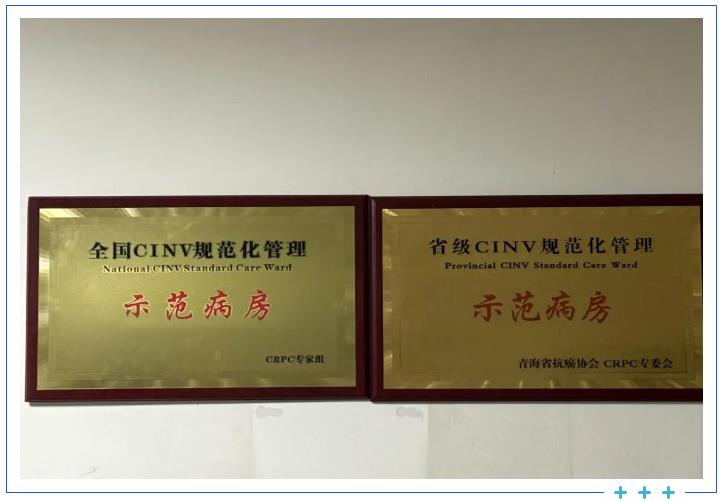 全国CINV规范化管理
National CINV Standard Care Ward
示范病房
CRPC专家组
省级CINV规范化管理
Provincial CINV Standard Care Ward
示范病房
青海省抗癌协会 CRPC专委会